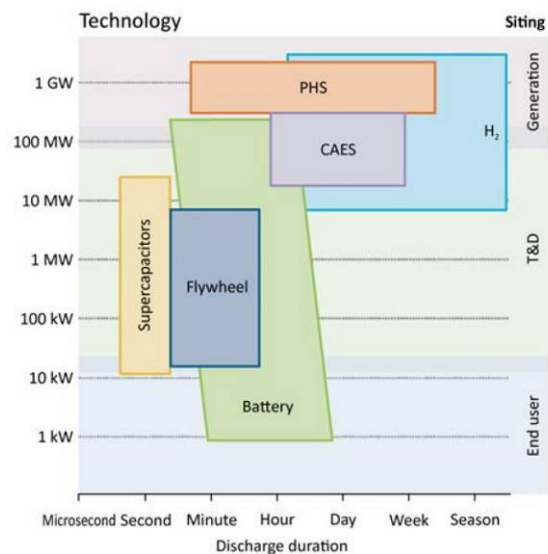 Technology
Siting
1 GW
100 MW
10 MW
1 MW
100 kW
10 kW
1 kW
PHS
H₂
CAES
Supercapacitors
Flywheel
Battery
Generation
T&D
End user
Microsecond Second Minute Hour Day Week Season
Discharge duration